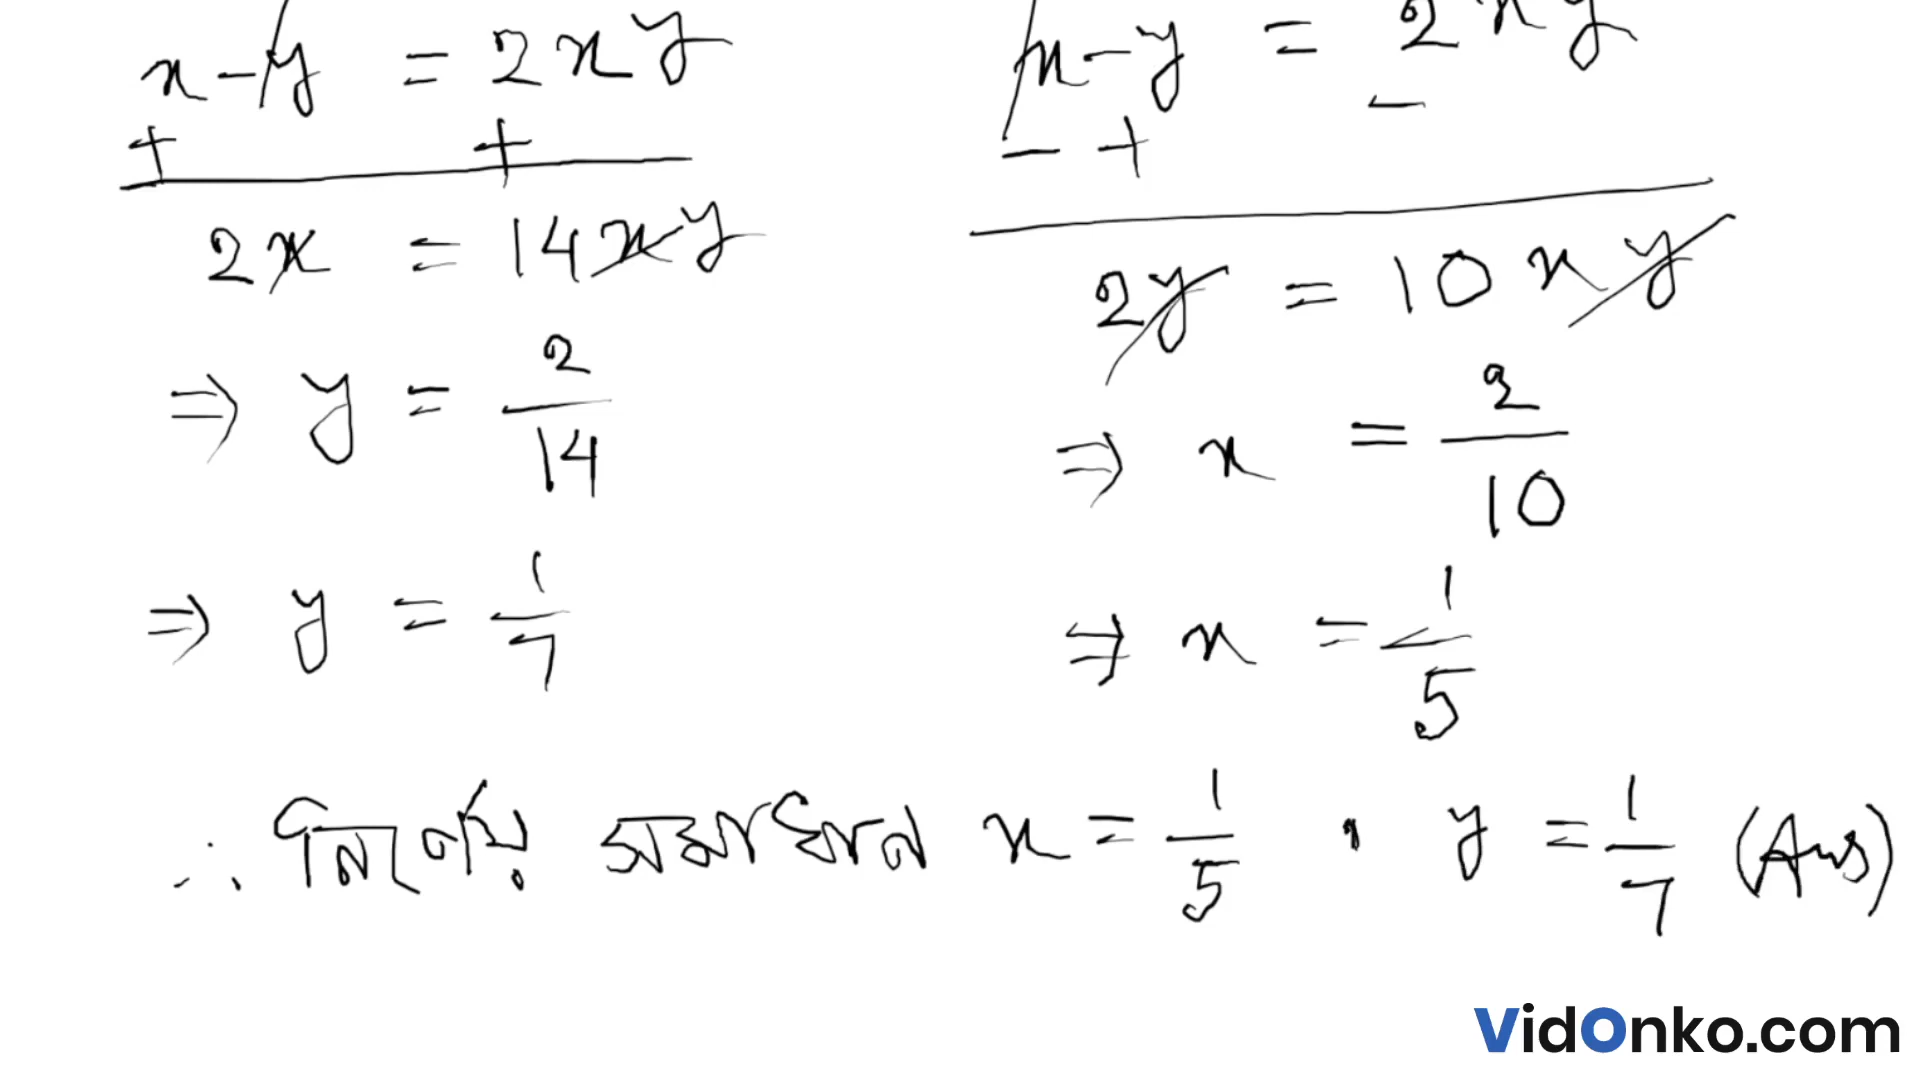 x - y = 2xy
+ +
2x = 14xy
⇒ y = 2/14
⇒ y = 1/7
x - y = 2xy
- + -
2y = 10xy
⇒ x = 2/10
⇒ x = 1/5
∴ নির্ণেয় সমাধান x = 1/5 , y = 1/7 (Ans)
VidOnko.com